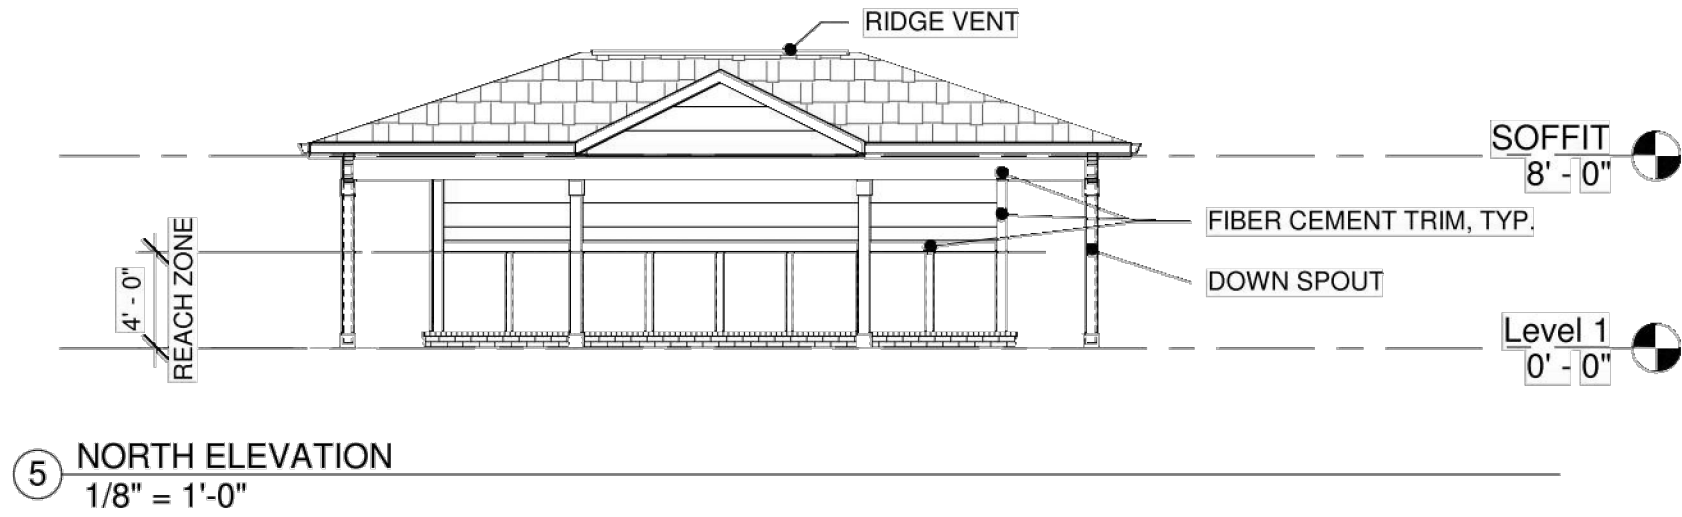 RIDGE VENT
SOFFIT
8' - 0"
FIBER CEMENT TRIM, TYP.
DOWN SPOUT
4' - 0"
REACH ZONE
Level 1
0' - 0"
5 NORTH ELEVATION
1/8" = 1'-0"